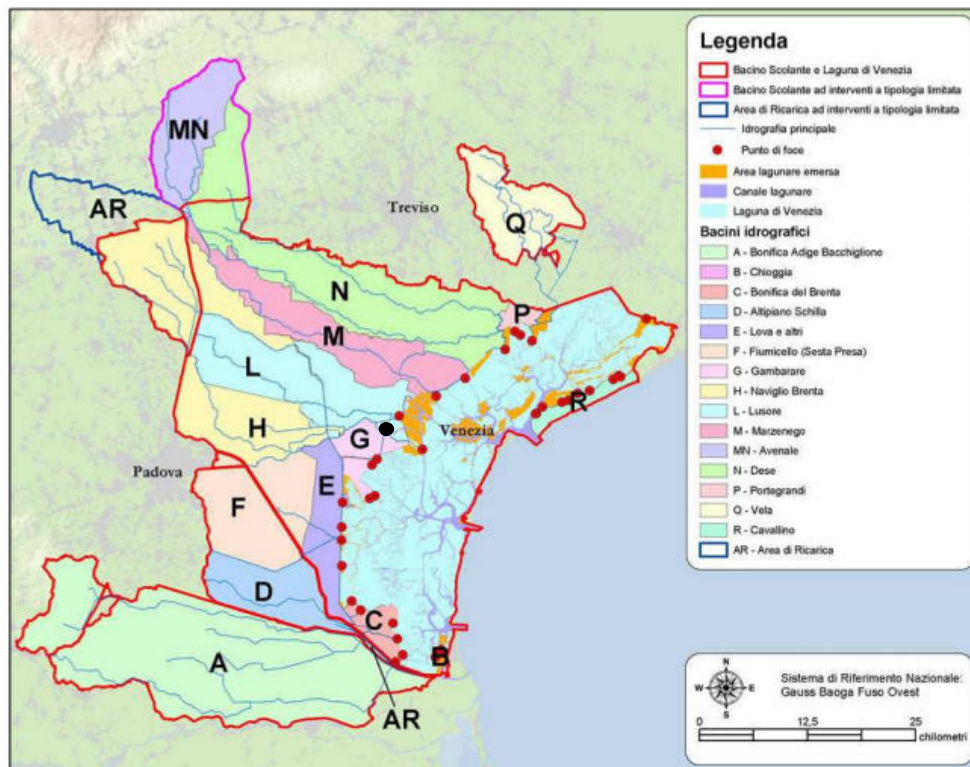 Legenda
Bacino Scolante e Laguna di Venezia
Bacino Scolante ad interventi a tipologia limitata
Area di Ricarica ad interventi a tipologia limitata
Idrografia principale
Punto di foce
Area lagunare emersa
Canale lagunare
Laguna di Venezia
Bacini idrografici
A - Bonifica Adige Bacchiglione
B - Chioggia
C - Bonifica del Brenta
D - Altipiano Schilla
E - Lova e altri
F - Fiumicello (Sesta Presa)
G - Gambarare
H - Naviglio Brenta
L - Lusore
M - Marzenego
MN - Avenale
N - Dese
P - Portegrandi
Q - Vela
R - Cavallino
AR - Area di Ricarica
MN
AR
Treviso
Q
N
P
M
L
R
H
G
Venezia
Padova
E
F
D
C
A
B
AR
N
W E
S
Sistema di Riferimento Nazionale:
Gauss Baoga Fuso Ovest
0 12,5 25
chilometri